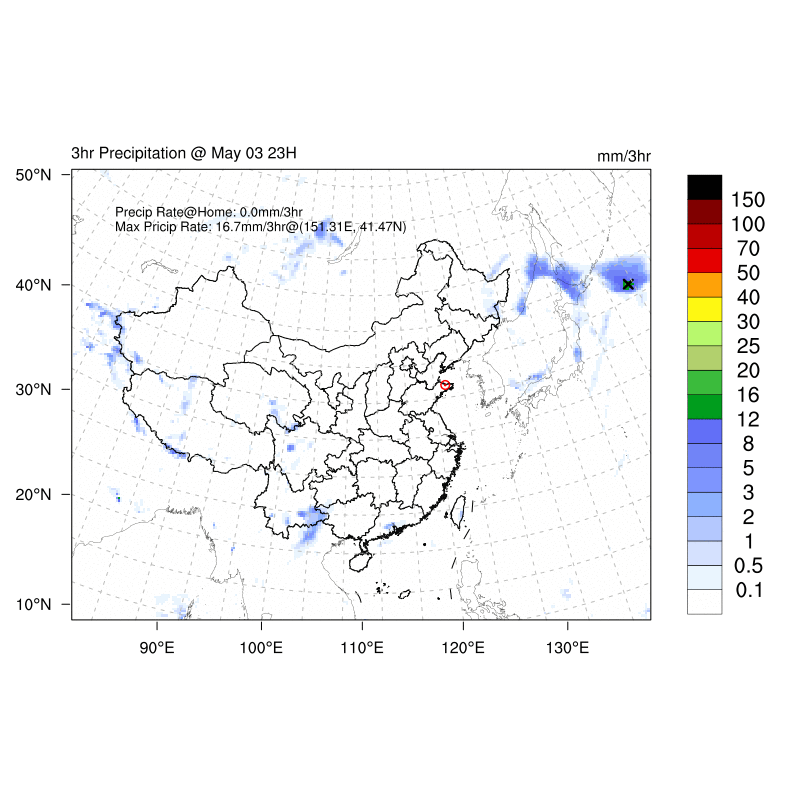 3hr Precipitation @ May 03 23H
mm/3hr
Precip Rate@Home: 0.0mm/3hr
Max Pricip Rate: 16.7mm/3hr@(151.31E, 41.47N)
50°N
40°N
30°N
20°N
10°N
90°E
100°E
110°E
120°E
130°E
150
100
70
50
40
30
25
20
16
12
8
5
3
2
1
0.5
0.1